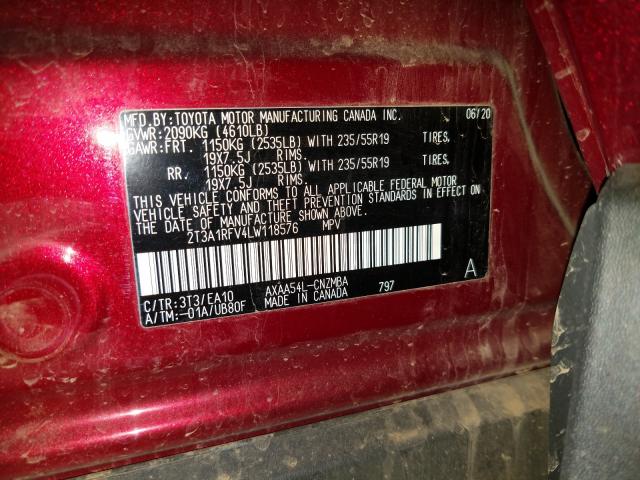 MFD.BY:TOYOTA MOTOR MANUFACTURING CANADA INC. 06/20
GVWR:2090KG (4610LB)
GAWR:FRT. 1150KG (2535LB) WITH 235/55R19 TIRES,
19X7.5J RIMS.
RR. 1150KG (2535LB) WITH 235/55R19 TIRES,
19X7.5J RIMS.
THIS VEHICLE CONFORMS TO ALL APPLICABLE FEDERAL MOTOR
VEHICLE SAFETY AND THEFT PREVENTION STANDARDS IN EFFECT ON
THE DATE OF MANUFACTURE SHOWN ABOVE.
2T3A1RFV4LW118576 MPV
C/TR:3T3/EA10 AXAA54L-CNZMBA 797 A
A/TM:-01A/UB80F MADE IN CANADA